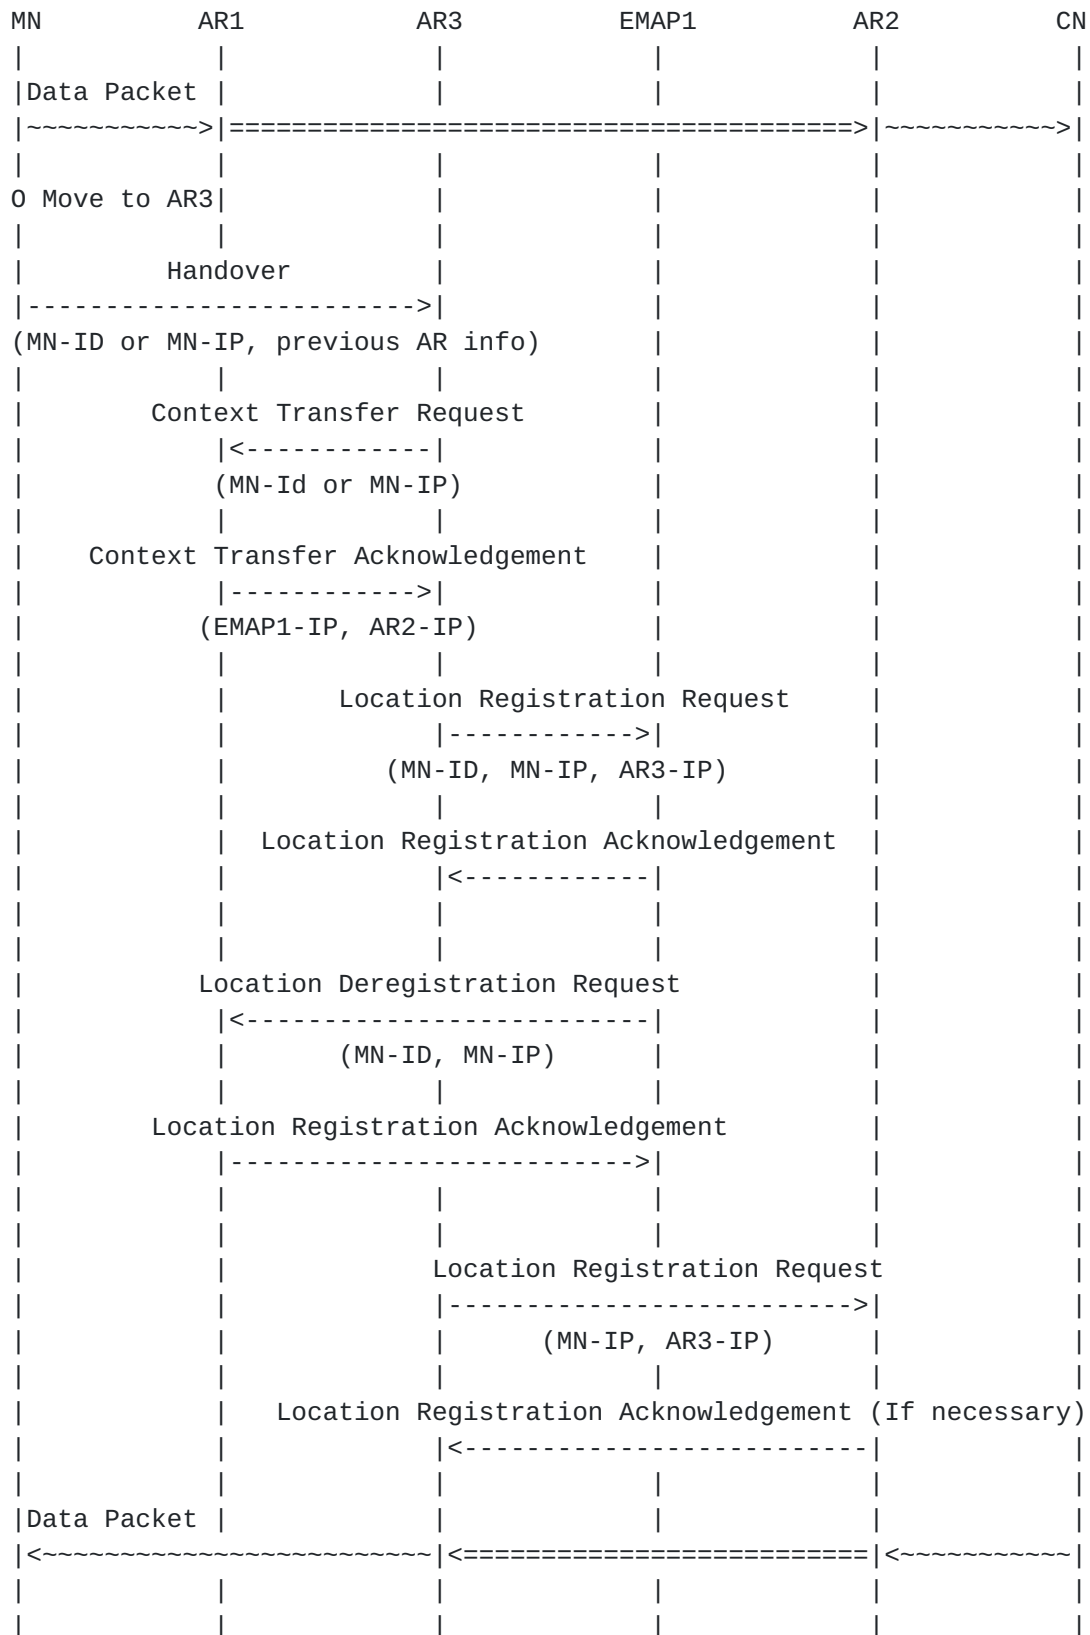 MN AR1 AR3 EMAP1 AR2 CN
Data Packet
O Move to AR3
Handover
(MN-ID or MN-IP, previous AR info)
Context Transfer Request
(MN-Id or MN-IP)
Context Transfer Acknowledgement
(EMAP1-IP, AR2-IP)
Location Registration Request
(MN-ID, MN-IP, AR3-IP)
Location Registration Acknowledgement
Location Deregistration Request
(MN-ID, MN-IP)
Location Registration Acknowledgement
Location Registration Request
(MN-IP, AR3-IP)
Location Registration Acknowledgement (If necessary)
Data Packet